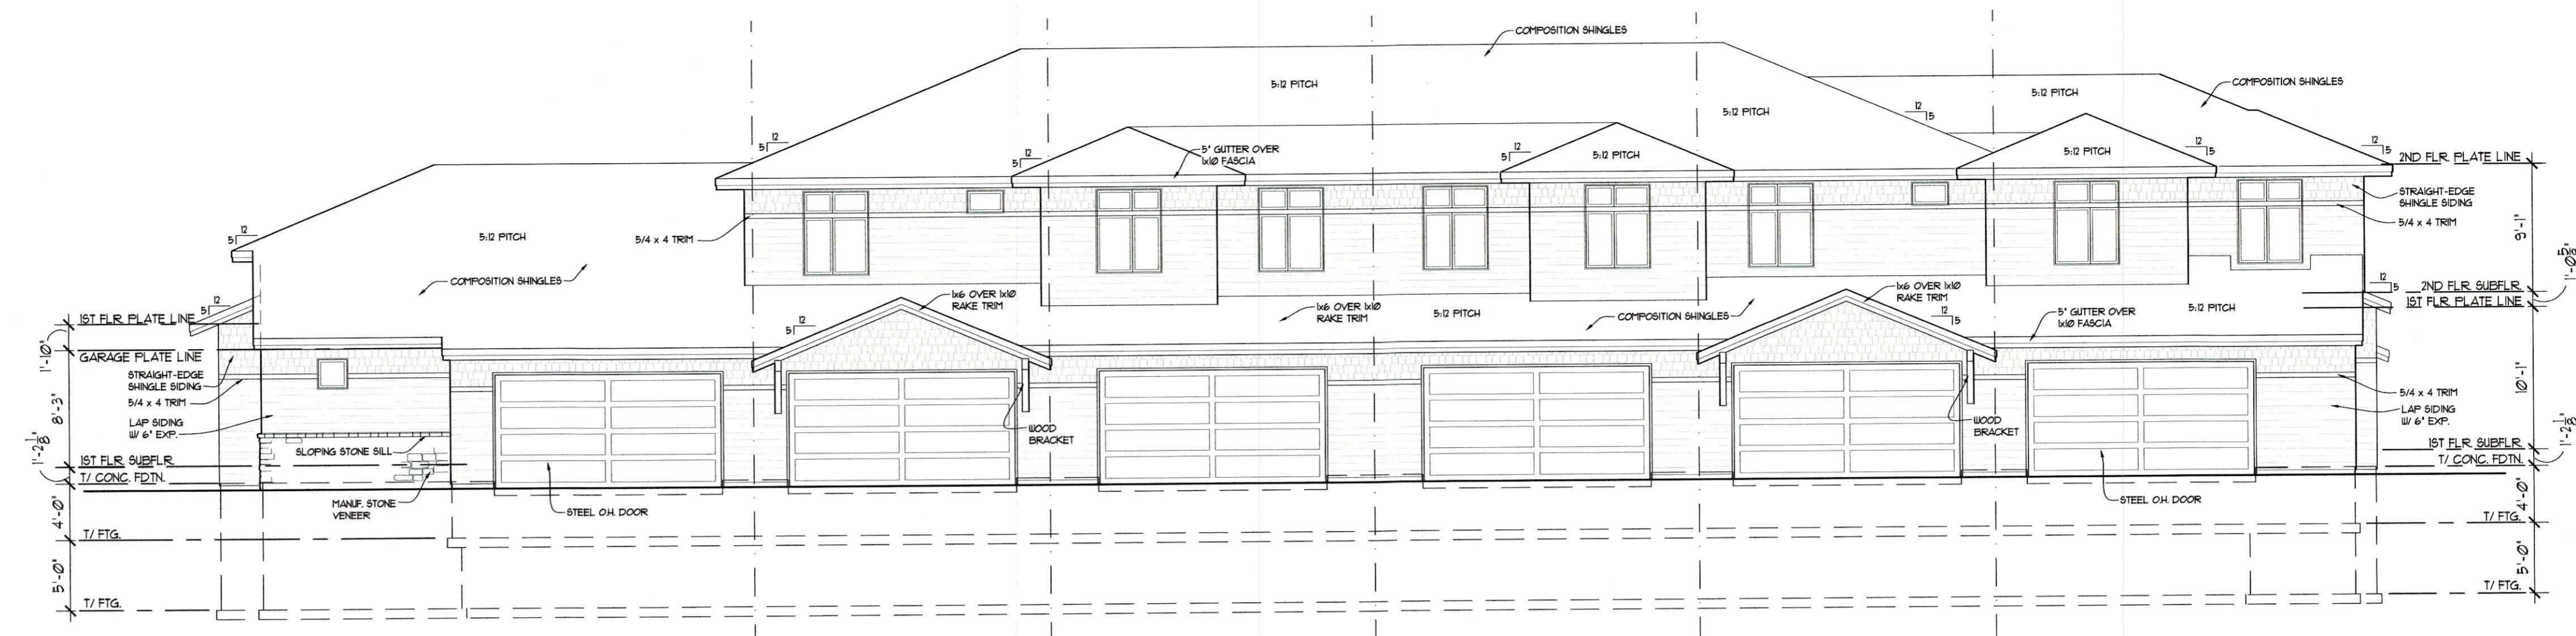 COMPOSITION SHINGLES
5:12 PITCH
5:12 PITCH
5:12 PITCH
COMPOSITION SHINGLES
12
5
12
5
12
5
5" GUTTER OVER
1x10 FASCIA
12
5
5:12 PITCH
5:12 PITCH
12
5
12
5
2ND FLR. PLATE LINE
STRAIGHT-EDGE
SHINGLE SIDING
5/4 x 4 TRIM
9'-1"
12
5
5:12 PITCH
5/4 x 4 TRIM
COMPOSITION SHINGLES
12
5
1ST FLR. PLATE LINE
1'-10"
GARAGE PLATE LINE
STRAIGHT-EDGE
SHINGLE SIDING
5/4 x 4 TRIM
8'-3"
LAP SIDING
W/ 6" EXP.
SLOPING STONE SILL
1ST FLR. SUBFLR.
1'-2 1/8"
T/ CONC. FDTN.
MANUF. STONE
VENEER
4'-0"
T/ FTG.
5'-0"
T/ FTG.
STEEL O.H. DOOR
12
5
1x6 OVER 1x10
RAKE TRIM
WOOD
BRACKET
1x6 OVER 1x10
RAKE TRIM
5:12 PITCH
COMPOSITION SHINGLES
1x6 OVER 1x10
RAKE TRIM
12
5
5" GUTTER OVER
1x10 FASCIA
5:12 PITCH
12
5
2ND FLR. SUBFLR.
1ST FLR. PLATE LINE
WOOD
BRACKET
STEEL O.H. DOOR
10'-1"
5/4 x 4 TRIM
LAP SIDING
W/ 6" EXP.
1ST FLR. SUBFLR.
1'-2 1/8"
T/ CONC. FDTN.
4'-0"
T/ FTG.
5'-0"
T/ FTG.